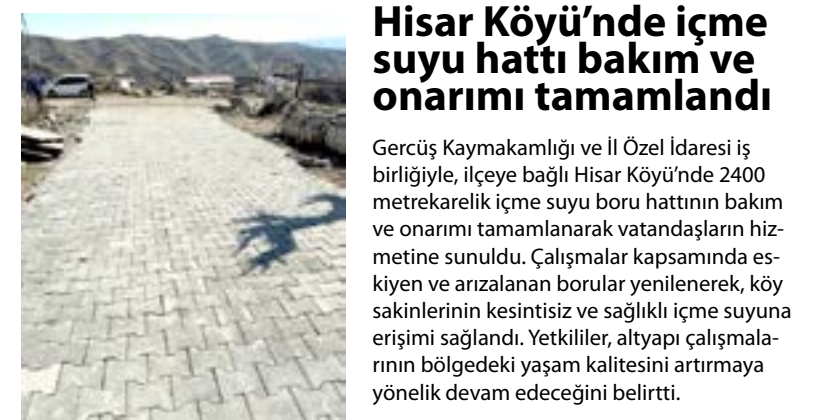 Hisar Köyü’nde içme
suyu hattı bakım ve
onarımı tamamlandı
Gercüş Kaymakamlığı ve İl Özel İdaresi iş
birliğiyle, ilçeye bağlı Hisar Köyü’nde 2400
metrekarelik içme suyu boru hattının bakım
ve onarımı tamamlanarak vatandaşların hiz-
metine sunuldu. Çalışmalar kapsamında es-
kiyen ve arızalanan borular yenilenerek, köy
sakinlerinin kesintisiz ve sağlıklı içme suyuna
erişimi sağlandı. Yetkililer, altyapı çalışmala-
rının bölgedeki yaşam kalitesini artırmaya
yönelik devam edeceğini belirtti.